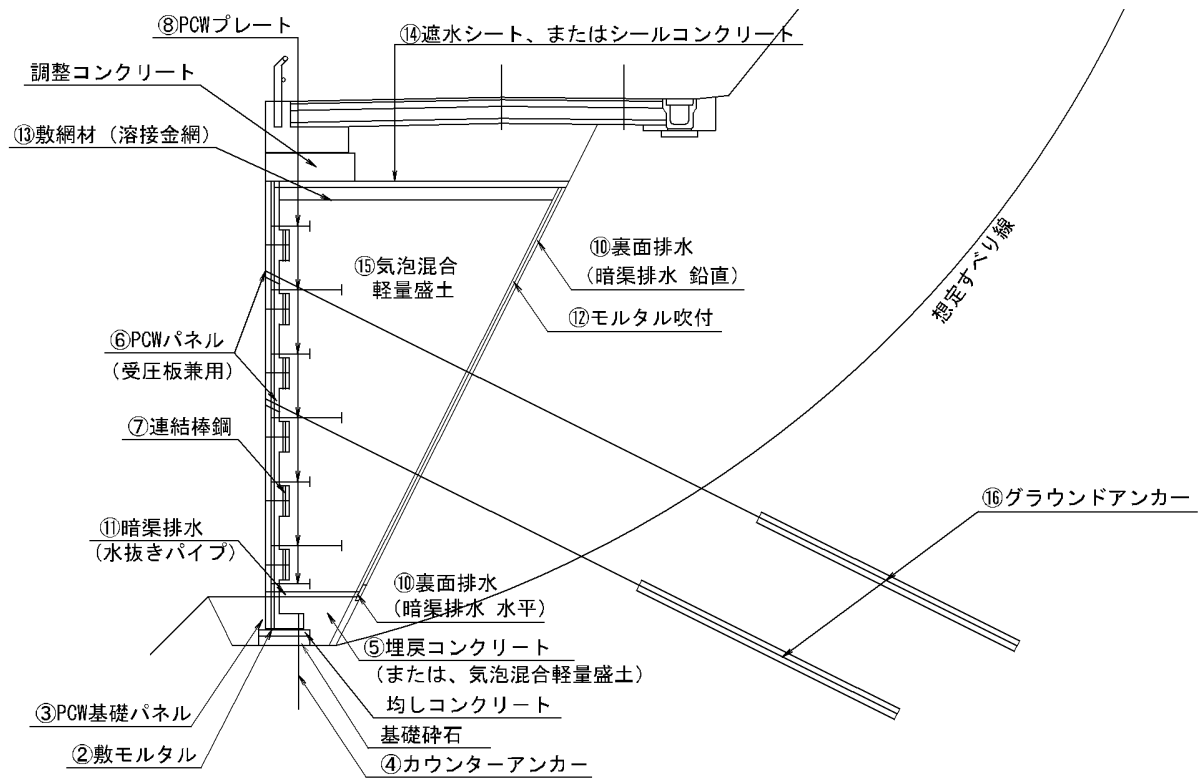 ⑧PCWプレート
⑭遮水シート、またはシールコンクリート
調整コンクリート
⑬敷網材（溶接金網）
⑩裏面排水
（暗渠排水 鉛直）
⑮気泡混合
軽量盛土
想定すべり線
⑫モルタル吹付
⑥PCWパネル
（受圧板兼用）
⑦連結棒鋼
⑯グラウンドアンカー
⑪暗渠排水
（水抜きパイプ）
⑩裏面排水
（暗渠排水 水平）
⑤埋戻コンクリート
（または、気泡混合軽量盛土）
③PCW基礎パネル
均しコンクリート
②敷モルタル
基礎砕石
④カウンターアンカー